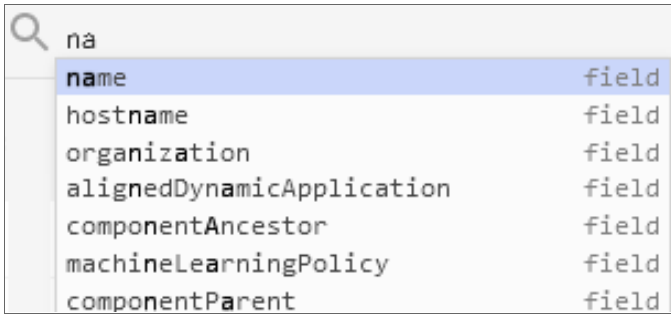 na
name field
hostname field
organization field
alignedDynamicApplication field
componentAncestor field
machineLearningPolicy field
componentParent field